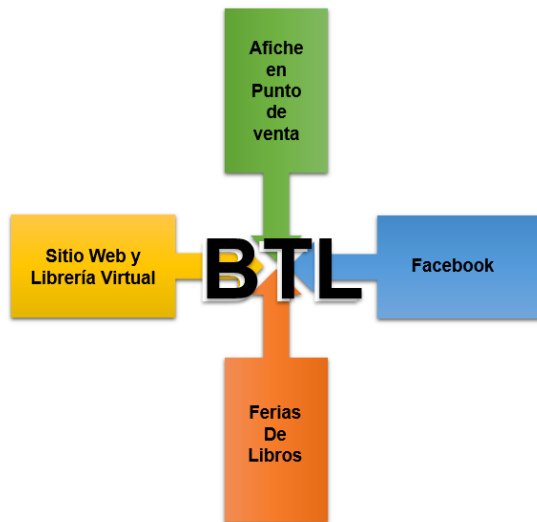 Afiche
en
Punto
de
venta
Sitio Web y
Librería Virtual
BTL
Facebook
Ferias
De
Libros